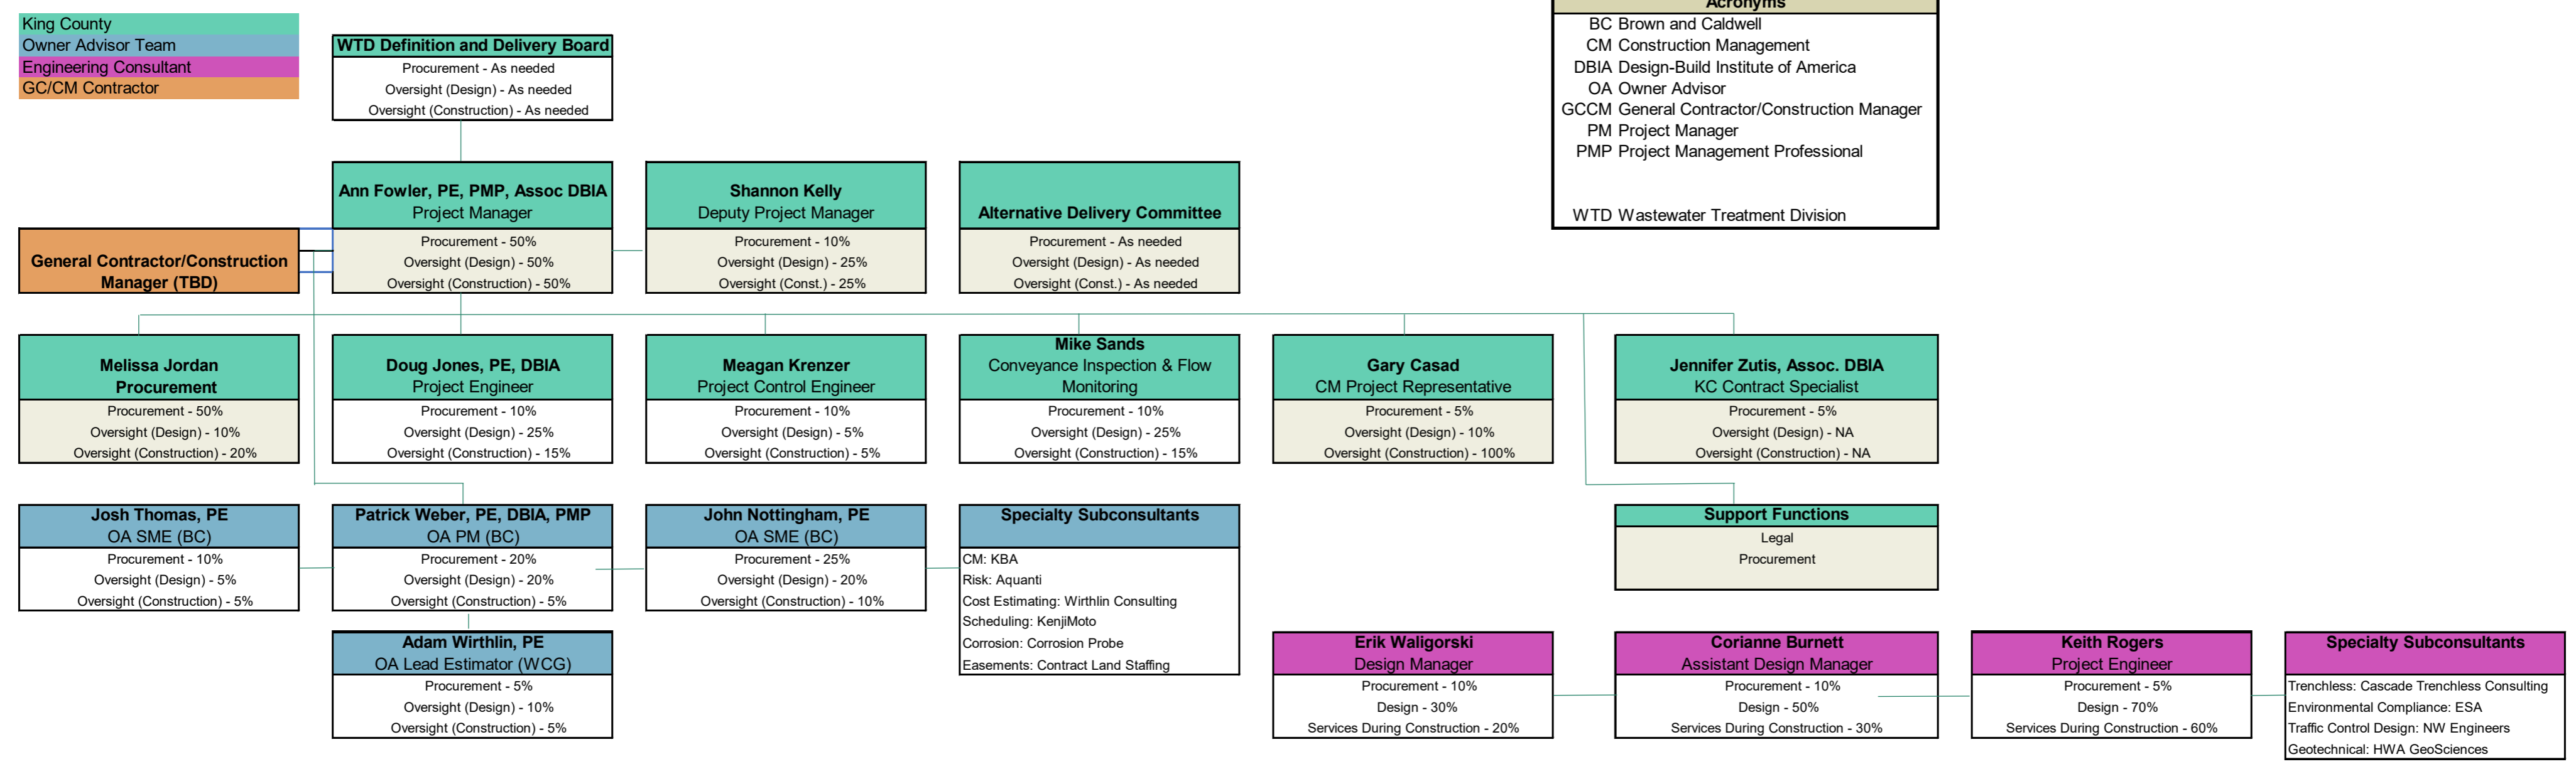 King County
Owner Advisor Team
Engineering Consultant
GC/CM Contractor
WTD Definition and Delivery Board
Procurement - As needed
Oversight (Design) - As needed
Oversight (Construction) - As needed
Acronyms
BC Brown and Caldwell
CM Construction Management
DBIA Design-Build Institute of America
OA Owner Advisor
GCCM General Contractor/Construction Manager
PM Project Manager
PMP Project Management Professional
WTD Wastewater Treatment Division
General Contractor/Construction
Manager (TBD)
Ann Fowler, PE, PMP, Assoc DBIA
Project Manager
Procurement - 50%
Oversight (Design) - 50%
Oversight (Construction) - 50%
Shannon Kelly
Deputy Project Manager
Procurement - 10%
Oversight (Design) - 25%
Oversight (Const.) - 25%
Alternative Delivery Committee
Procurement - As needed
Oversight (Design) - As needed
Oversight (Const.) - As needed
Melissa Jordan
Procurement
Procurement - 50%
Oversight (Design) - 10%
Oversight (Construction) - 20%
Doug Jones, PE, DBIA
Project Engineer
Procurement - 10%
Oversight (Design) - 25%
Oversight (Construction) - 15%
Meagan Krenzer
Project Control Engineer
Procurement - 10%
Oversight (Design) - 5%
Oversight (Construction) - 5%
Mike Sands
Conveyance Inspection & Flow
Monitoring
Procurement - 10%
Oversight (Design) - 25%
Oversight (Construction) - 15%
Gary Casad
CM Project Representative
Procurement - 5%
Oversight (Design) - 10%
Oversight (Construction) - 100%
Jennifer Zutis, Assoc. DBIA
KC Contract Specialist
Procurement - 5%
Oversight (Design) - NA
Oversight (Construction) - NA
Josh Thomas, PE
OA SME (BC)
Procurement - 10%
Oversight (Design) - 5%
Oversight (Construction) - 5%
Patrick Weber, PE, DBIA, PMP
OA PM (BC)
Procurement - 20%
Oversight (Design) - 20%
Oversight (Construction) - 5%
John Nottingham, PE
OA SME (BC)
Procurement - 25%
Oversight (Design) - 20%
Oversight (Construction) - 10%
Specialty Subconsultants
CM: KBA
Risk: Aquanti
Cost Estimating: Wirthlin Consulting
Scheduling: KenjiMoto
Corrosion: Corrosion Probe
Easements: Contract Land Staffing
Support Functions
Legal
Procurement
Adam Wirthlin, PE
OA Lead Estimator (WCG)
Procurement - 5%
Oversight (Design) - 10%
Oversight (Construction) - 5%
Erik Waligorski
Design Manager
Procurement - 10%
Design - 30%
Services During Construction - 20%
Corianne Burnett
Assistant Design Manager
Procurement - 10%
Design - 50%
Services During Construction - 30%
Keith Rogers
Project Engineer
Procurement - 5%
Design - 70%
Services During Construction - 60%
Specialty Subconsultants
Trenchless: Cascade Trenchless Consulting
Environmental Compliance: ESA
Traffic Control Design: NW Engineers
Geotechnical: HWA GeoSciences